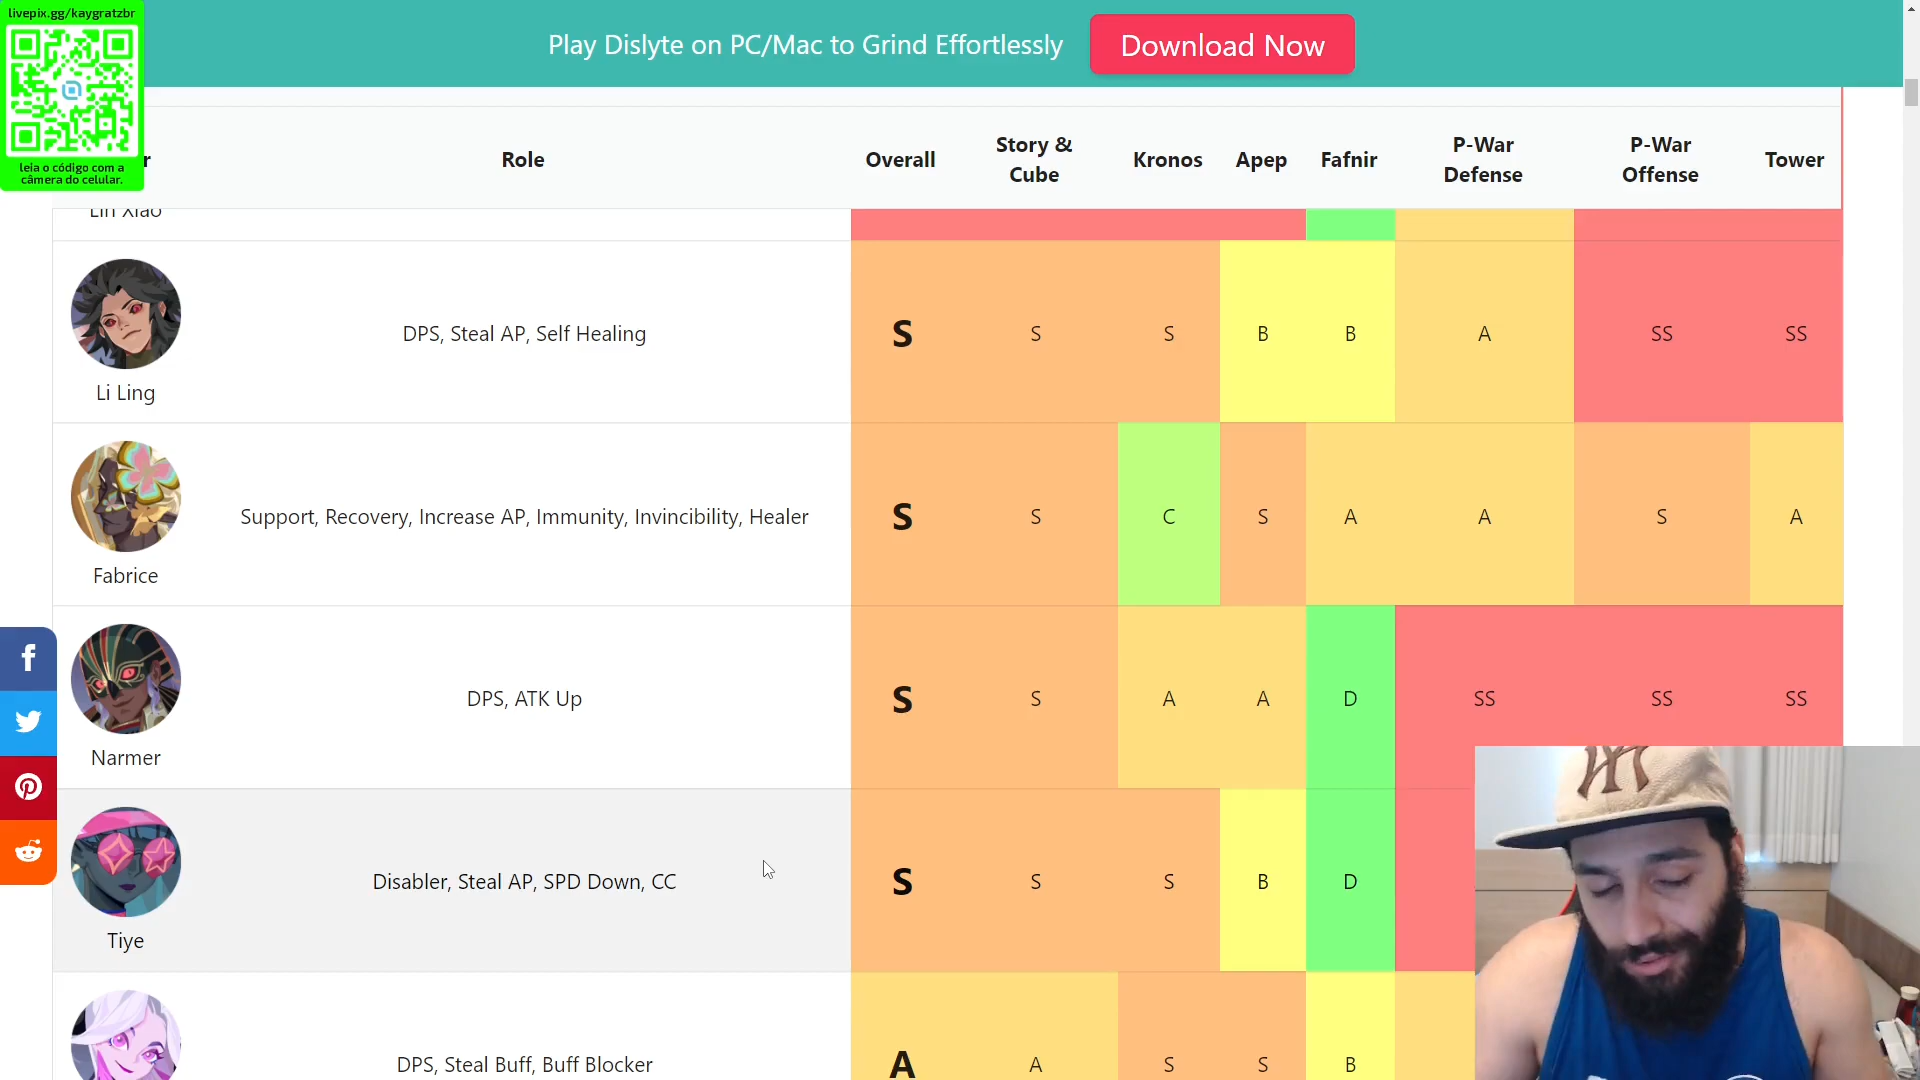 livepix.gg/kaygratzbr
leia o código com a
câmera do celular.
Play Dislyte on PC/Mac to Grind Effortlessly
Download Now
r
Role
Overall
Story &
Cube
Kronos
Apep
Fafnir
P-War
Defense
P-War
Offense
Tower
Lin Xiao
Li Ling
DPS, Steal AP, Self Healing
S
S
S
B
B
A
SS
SS
Fabrice
Support, Recovery, Increase AP, Immunity, Invincibility, Healer
S
S
C
S
A
A
S
A
Narmer
DPS, ATK Up
S
S
A
A
D
SS
SS
SS
Tiye
Disabler, Steal AP, SPD Down, CC
S
S
S
B
D
DPS, Steal Buff, Buff Blocker
A
A
S
S
B